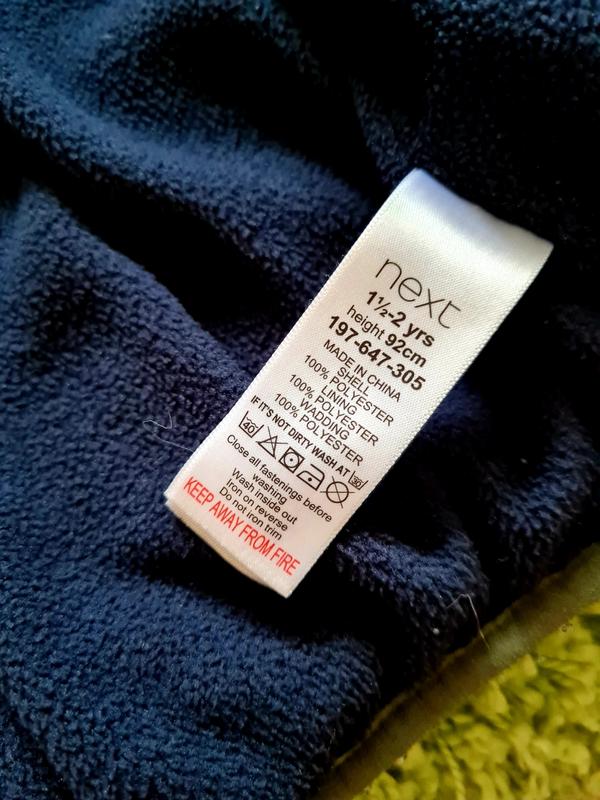 next
1½-2 yrs
height 92cm
197-647-305
MADE IN CHINA
SHELL
100% POLYESTER
LINING
100% POLYESTER
WADDING
100% POLYESTER
IF IT'S NOT DIRTY WASH AT 30
40
Close all fastenings before
washing
Wash inside out
Iron on reverse
Do not iron trim
KEEP AWAY FROM FIRE